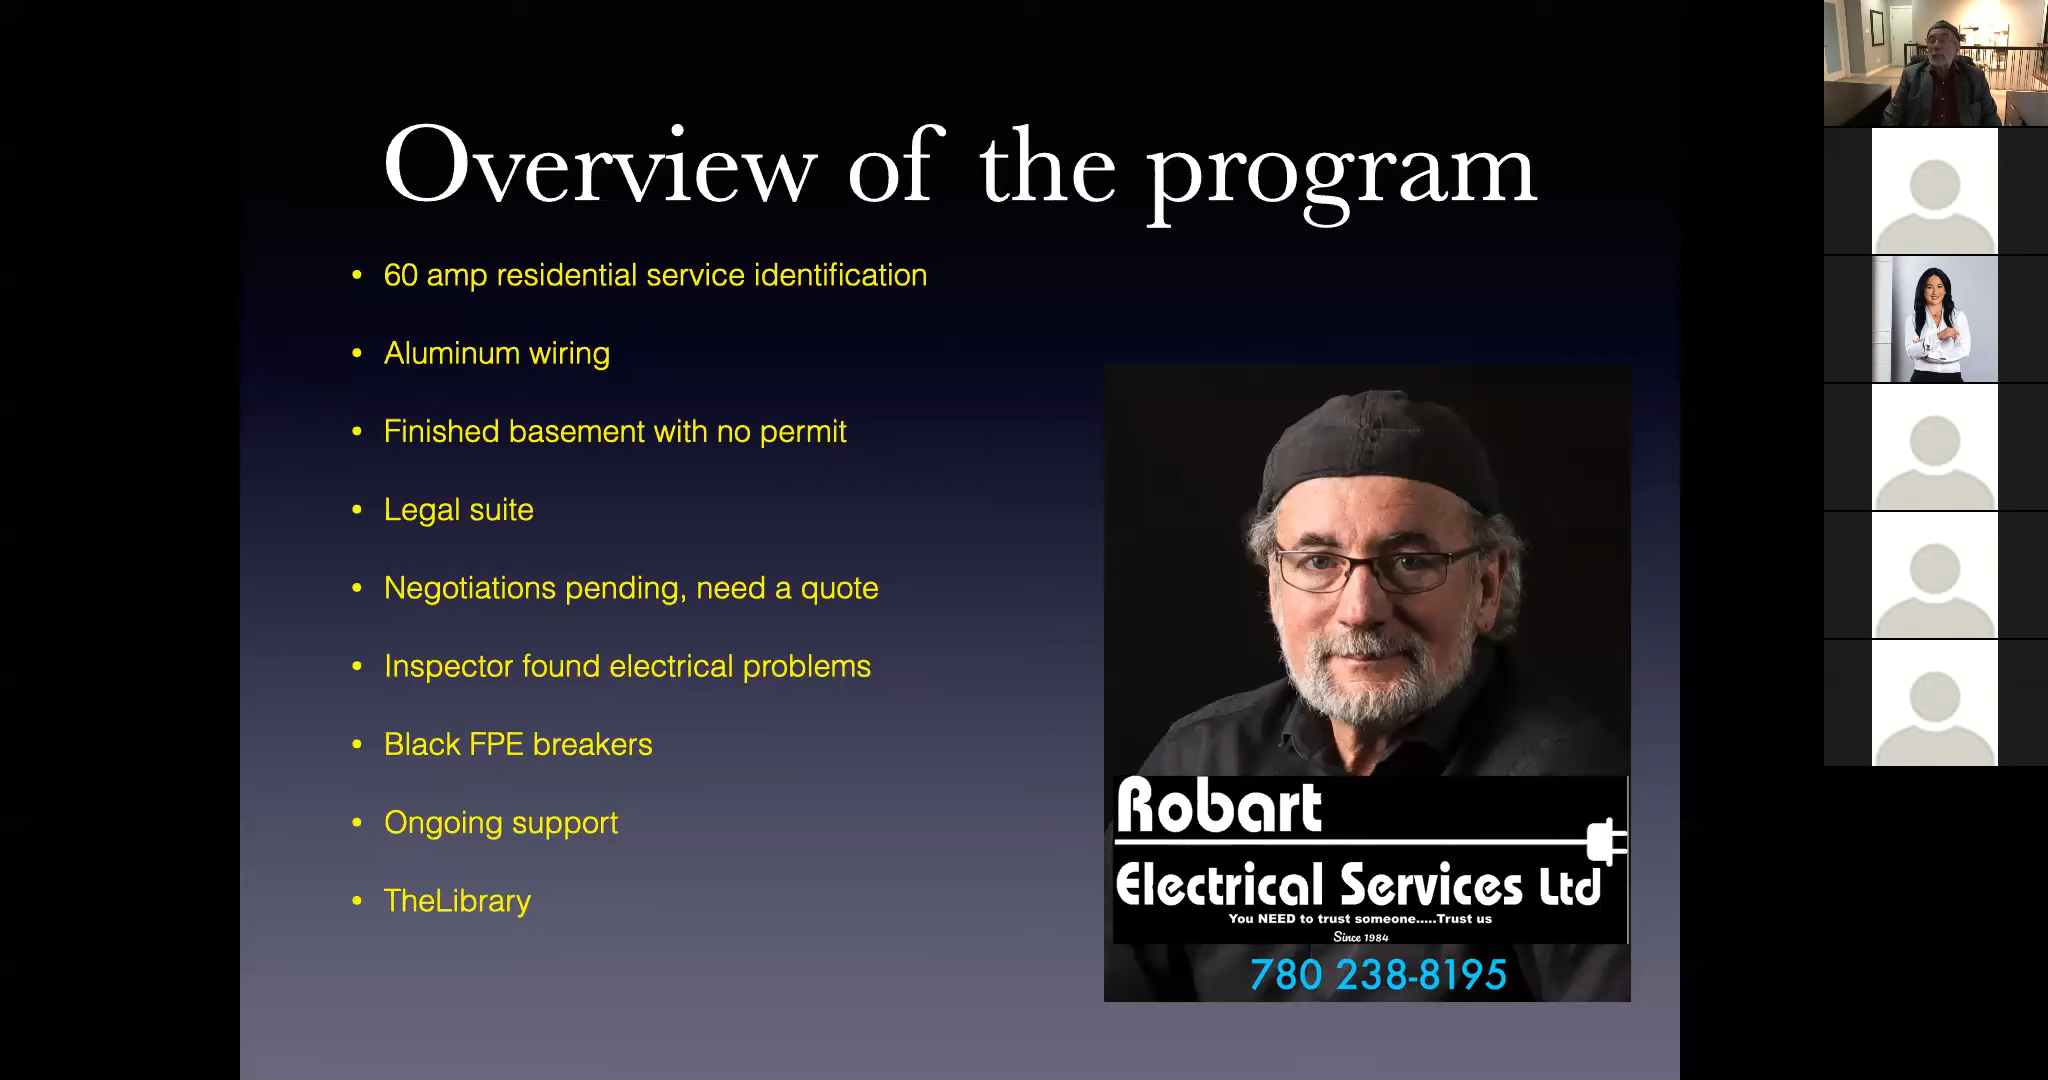 Overview of the program
• 60 amp residential service identification
• Aluminum wiring
• Finished basement with no permit
• Legal suite
• Negotiations pending, need a quote
• Inspector found electrical problems
• Black FPE breakers
• Ongoing support
• TheLibrary
Robart
Electrical Services Ltd
You NEED to trust someone.....Trust us
Since 1984
780 238-8195